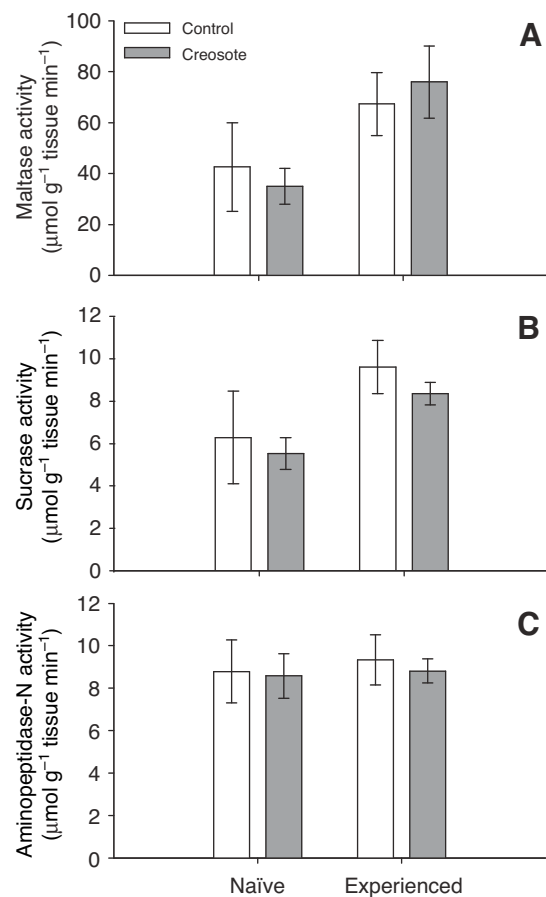 A
Control
Creosote
Maltase activity
(μmol g⁻¹ tissue min⁻¹)
100
80
60
40
20
0
B
Sucrase activity
(μmol g⁻¹ tissue min⁻¹)
12
10
8
6
4
2
0
C
Aminopeptidase-N activity
(μmol g⁻¹ tissue min⁻¹)
12
10
8
6
4
2
0
Naïve Experienced